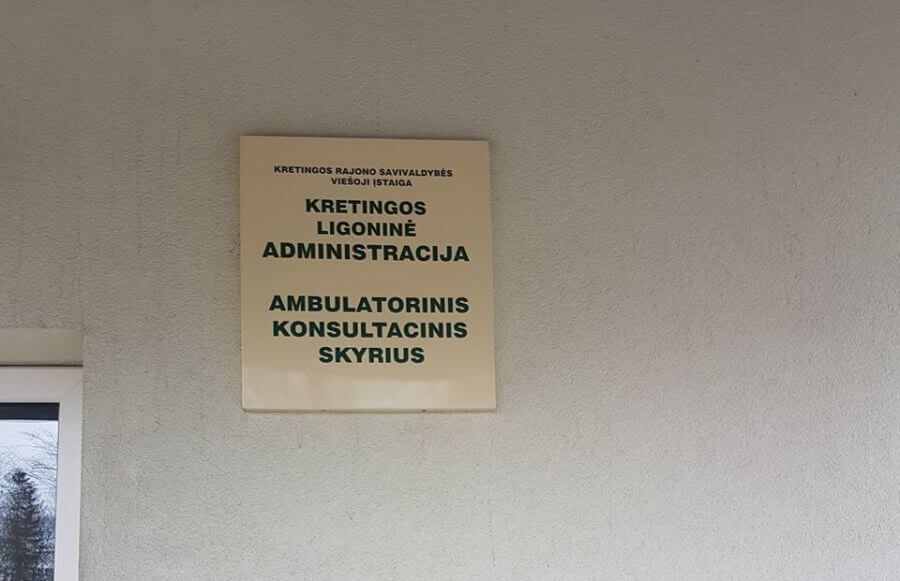 KRETINGOS RAJONO SAVIVALDYBĖS
VIEŠOJI ĮSTAIGA
KRETINGOS
LIGONINĖ
ADMINISTRACIJA
AMBULATORINIS
KONSULTACINIS
SKYRIUS